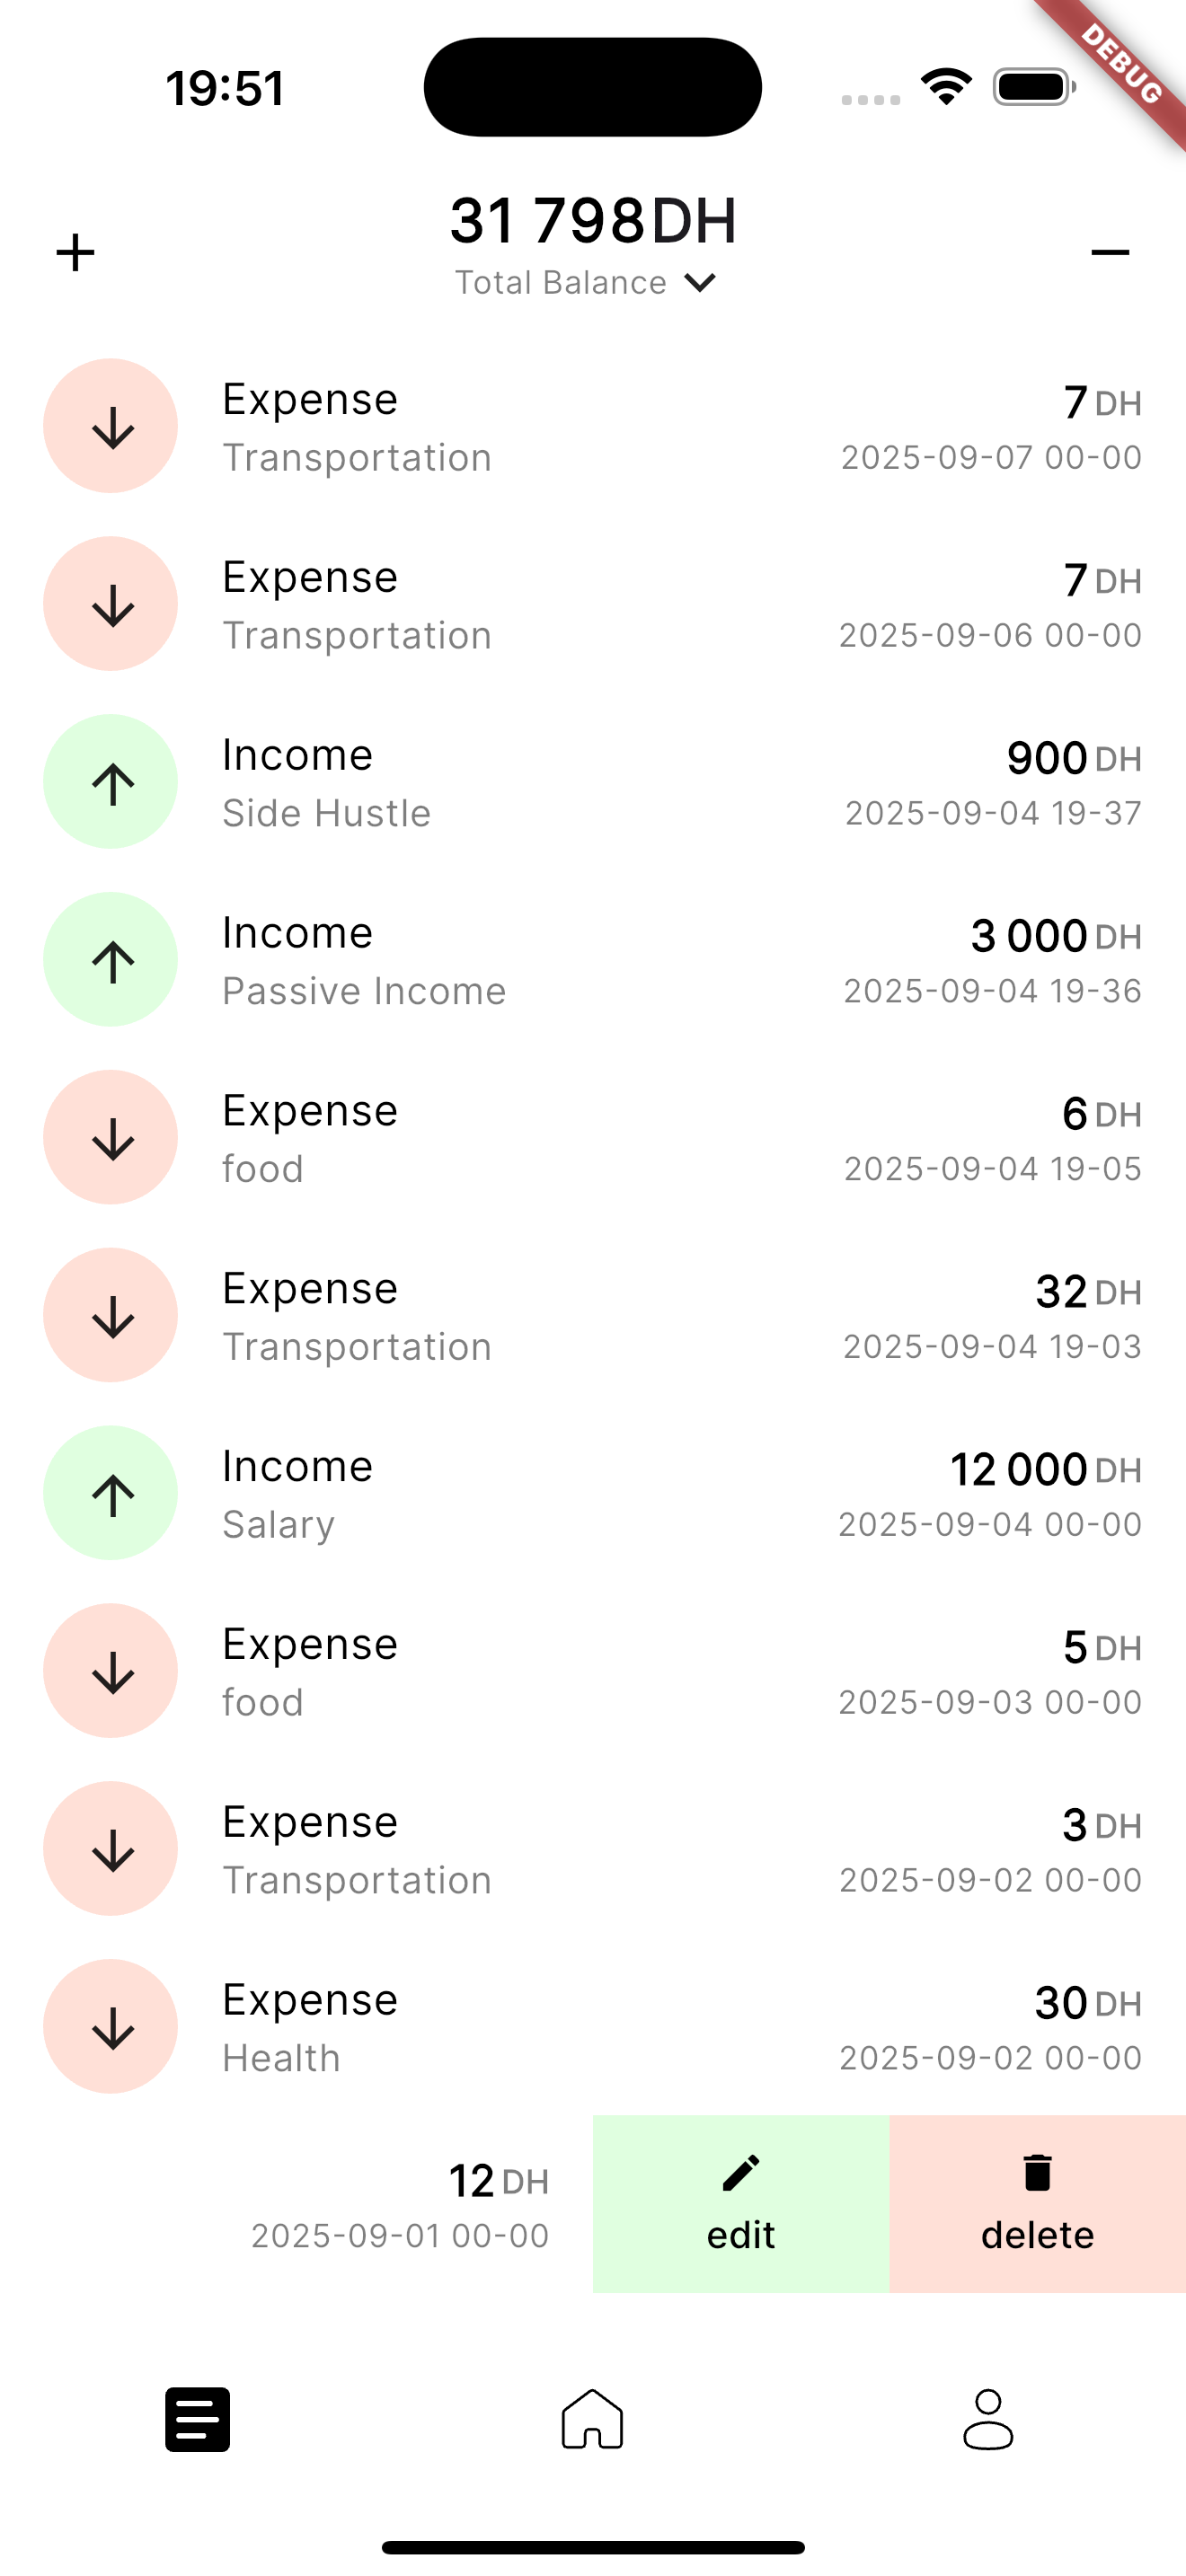 19:51
DEBUG
31 798DH
Total Balance
Expense
7 DH
Transportation
2025-09-07 00-00
Expense
7 DH
Transportation
2025-09-06 00-00
Income
900 DH
Side Hustle
2025-09-04 19-37
Income
3 000 DH
Passive Income
2025-09-04 19-36
Expense
6 DH
food
2025-09-04 19-05
Expense
32 DH
Transportation
2025-09-04 19-03
Income
12 000 DH
Salary
2025-09-04 00-00
Expense
5 DH
food
2025-09-03 00-00
Expense
3 DH
Transportation
2025-09-02 00-00
Expense
30 DH
Health
2025-09-02 00-00
12 DH
2025-09-01 00-00
edit
delete